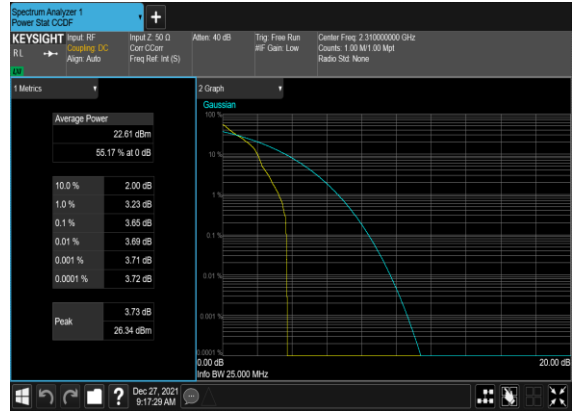 Spectrum Analyzer 1
Power Stat CCDF
KEYSIGHT
RL
Input: RF
Coupling: DC
Align: Auto
Input Z: 50 Ω
Corr CCorr
Freq Ref: Int (S)
Atten: 40 dB
Trig: Free Run
#IF Gain: Low
Center Freq: 2.310000000 GHz
Counts: 1.00 M/1.00 Mpt
Radio Std: None
1 Metrics
Average Power
22.61 dBm
55.17 % at 0 dB
10.0 % 2.00 dB
1.0 % 3.23 dB
0.1 % 3.65 dB
0.01 % 3.69 dB
0.001 % 3.71 dB
0.0001 % 3.72 dB
Peak
3.73 dB
26.34 dBm
2 Graph
Gaussian
100 %
10 %
1 %
0.1 %
0.01 %
0.001 %
0.0001 %
0.00 dB
20.00 dB
Info BW 25.000 MHz
?
Dec 27, 2021
9:17:29 AM